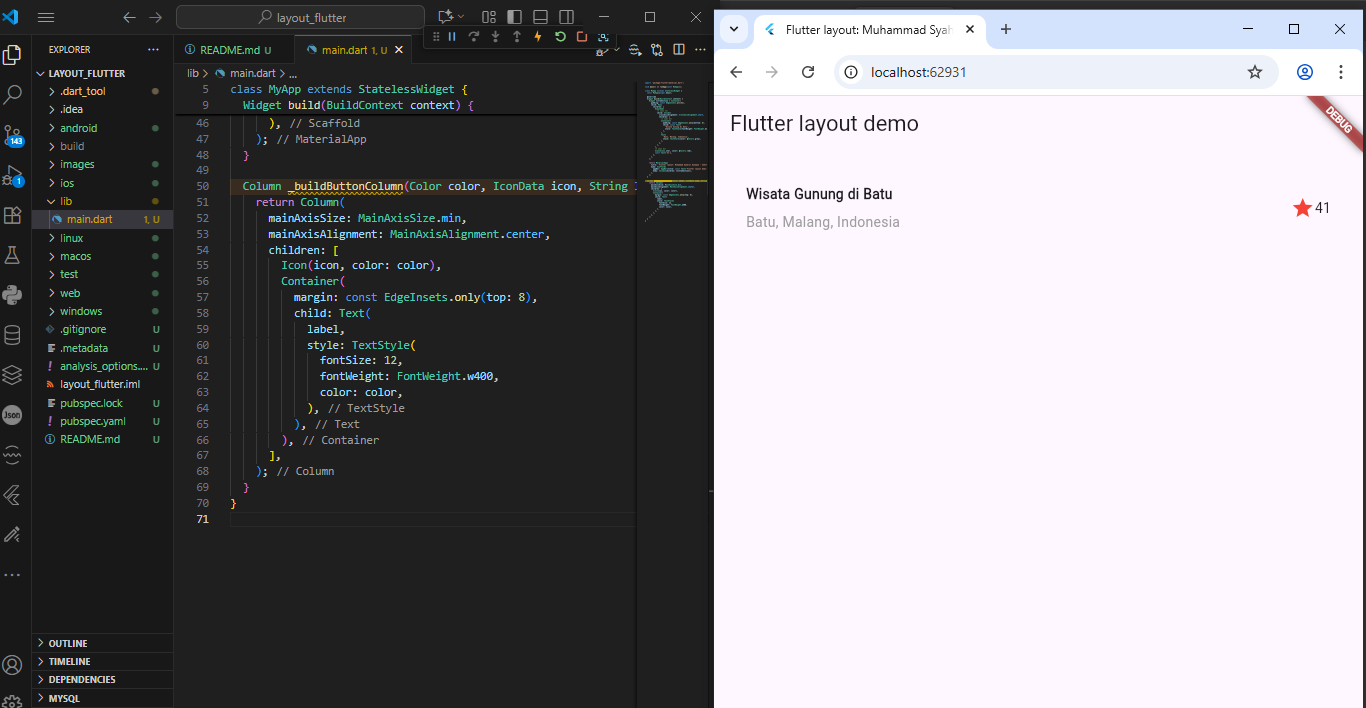 layout_flutter
EXPLORER
LAYOUT_FLUTTER
.dart_tool
.idea
android
build
images
ios
lib
main.dart 1, U
linux
macos
test
web
windows
.gitignore U
.metadata U
analysis_options.... U
layout_flutter.iml
pubspec.lock U
pubspec.yaml U
README.md U
OUTLINE
TIMELINE
DEPENDENCIES
MYSQL
143
1
Json
README.md U
main.dart 1, U
lib > main.dart > ...
5 class MyApp extends StatelessWidget {
9 Widget build(BuildContext context) {
46 ), // Scaffold
47 ); // MaterialApp
48 }
49
50 Column _buildButtonColumn(Color color, IconData icon, String
51 return Column(
52 mainAxisSize: MainAxisSize.min,
53 mainAxisAlignment: MainAxisAlignment.center,
54 children: [
55 Icon(icon, color: color),
56 Container(
57 margin: const EdgeInsets.only(top: 8),
58 child: Text(
59 label,
60 style: TextStyle(
61 fontSize: 12,
62 fontWeight: FontWeight.w400,
63 color: color,
64 ), // TextStyle
65 ), // Text
66 ), // Container
67 ],
68 ); // Column
69 }
70 }
71
Flutter layout: Muhammad Syah
localhost:62931
Flutter layout demo
DEBUG
Wisata Gunung di Batu
Batu, Malang, Indonesia
41